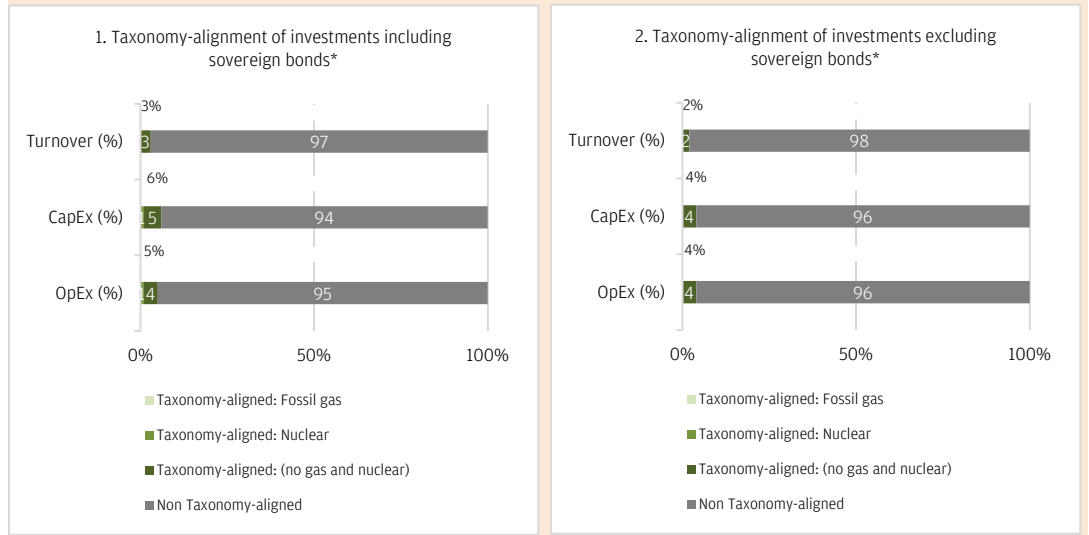 1. Taxonomy-alignment of investments including
sovereign bonds*
3%
Turnover (%)
3
97
6%
CapEx (%)
1
5
94
5%
OpEx (%)
1
4
95
0%
50%
100%
Taxonomy-aligned: Fossil gas
Taxonomy-aligned: Nuclear
Taxonomy-aligned: (no gas and nuclear)
Non Taxonomy-aligned
2. Taxonomy-alignment of investments excluding
sovereign bonds*
2%
Turnover (%)
2
98
4%
CapEx (%)
4
96
4%
OpEx (%)
4
96
0%
50%
100%
Taxonomy-aligned: Fossil gas
Taxonomy-aligned: Nuclear
Taxonomy-aligned: (no gas and nuclear)
Non Taxonomy-aligned